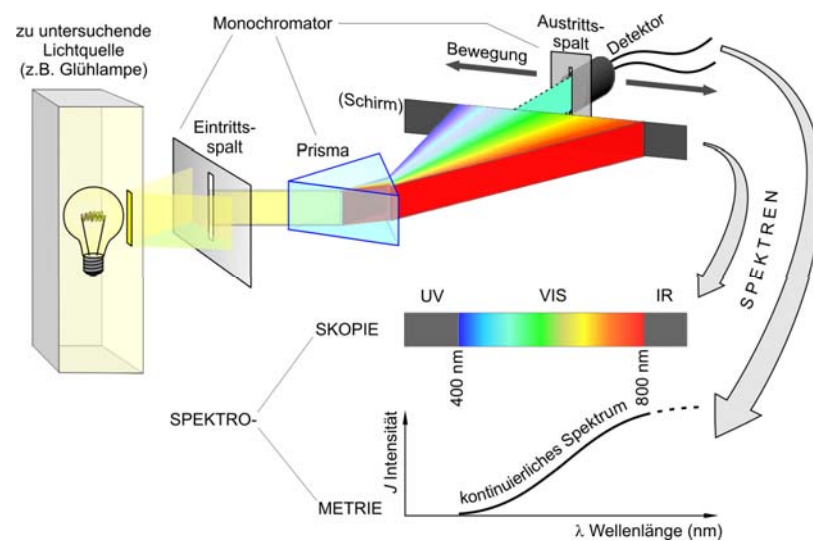 zu untersuchende
Lichtquelle
(z.B. Glühlampe)
Monochromator
Austritts-
spalt
Detektor
Bewegung
(Schirm)
Eintritts-
spalt
Prisma
SPEKTREN
UV VIS IR
SKOPIE
400 nm
800 nm
SPEKTRO-
METRIE
J Intensität
kontinuierliches Spektrum
λ Wellenlänge (nm)